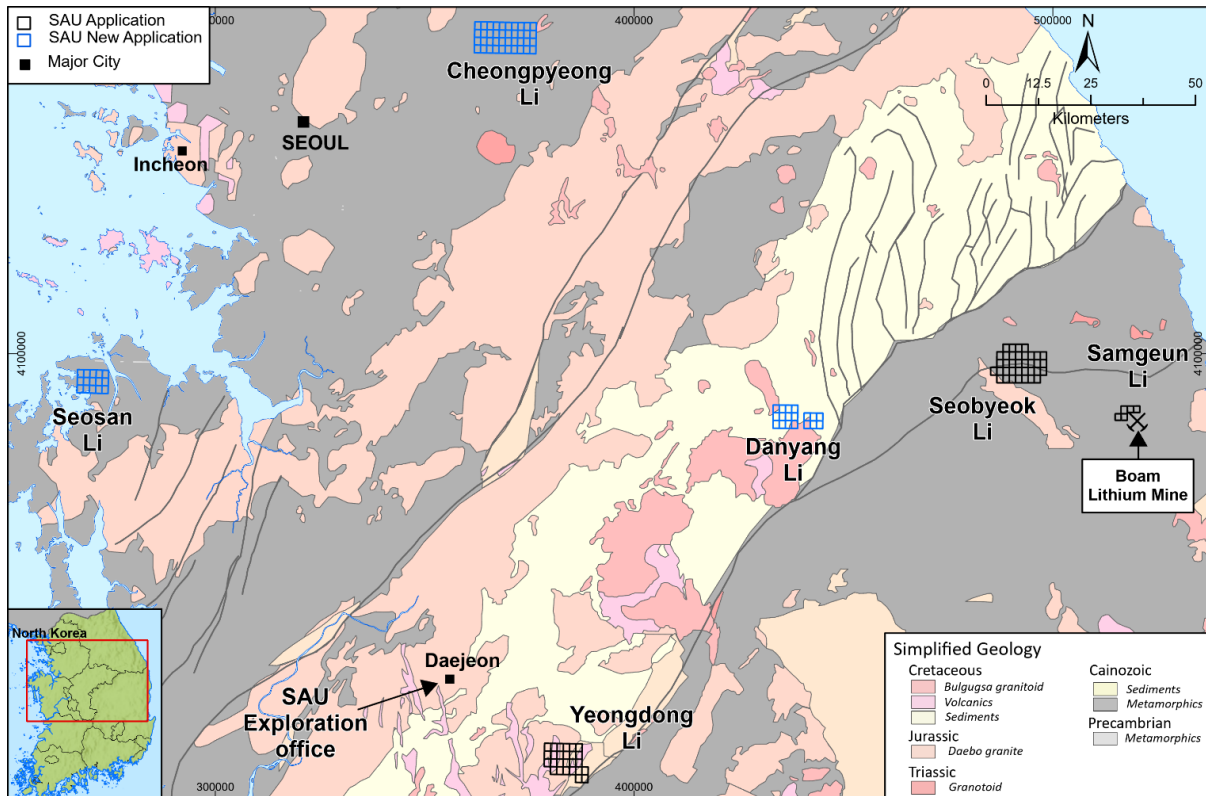 SAU Application
SAU New Application
Major City
400000
500000
N
0
12.5
25
50
Kilometers
Cheongpyeong
Li
SEOUL
Incheon
4100000
4100000
Seosan
Li
Samgeun
Li
Seobyeok
Li
Danyang
Li
Boam
Lithium Mine
North Korea
Daejeon
SAU
Exploration
office
Yeongdong
Li
300000
400000
Simplified Geology
Cretaceous
Bulgugsa granitoid
Volcanics
Sediments
Jurassic
Daebo granite
Triassic
Granotoid
Cainozoic
Sediments
Metamorphics
Precambrian
Metamorphics